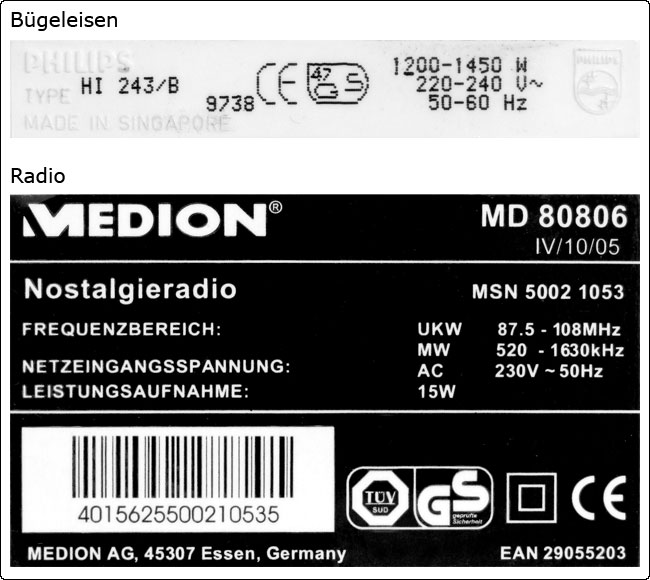 Bügeleisen
PHILIPS
TYPE HI 243/B
MADE IN SINGAPORE
9738 CE 47 GS
1200-1450 W
220-240 V~
50-60 Hz
PHILIPS
Radio
MEDION® MD 80806
IV/10/05
Nostalgieradio MSN 5002 1053
FREQUENZBEREICH: UKW 87.5 - 108MHz
MW 520 - 1630kHz
NETZEINGANGSSPANNUNG: AC 230V ~ 50Hz
LEISTUNGSAUFNAHME: 15W
4015625500210535
TÜV SÜD GS geprüfte Sicherheit CE
MEDION AG, 45307 Essen, Germany EAN 29055203